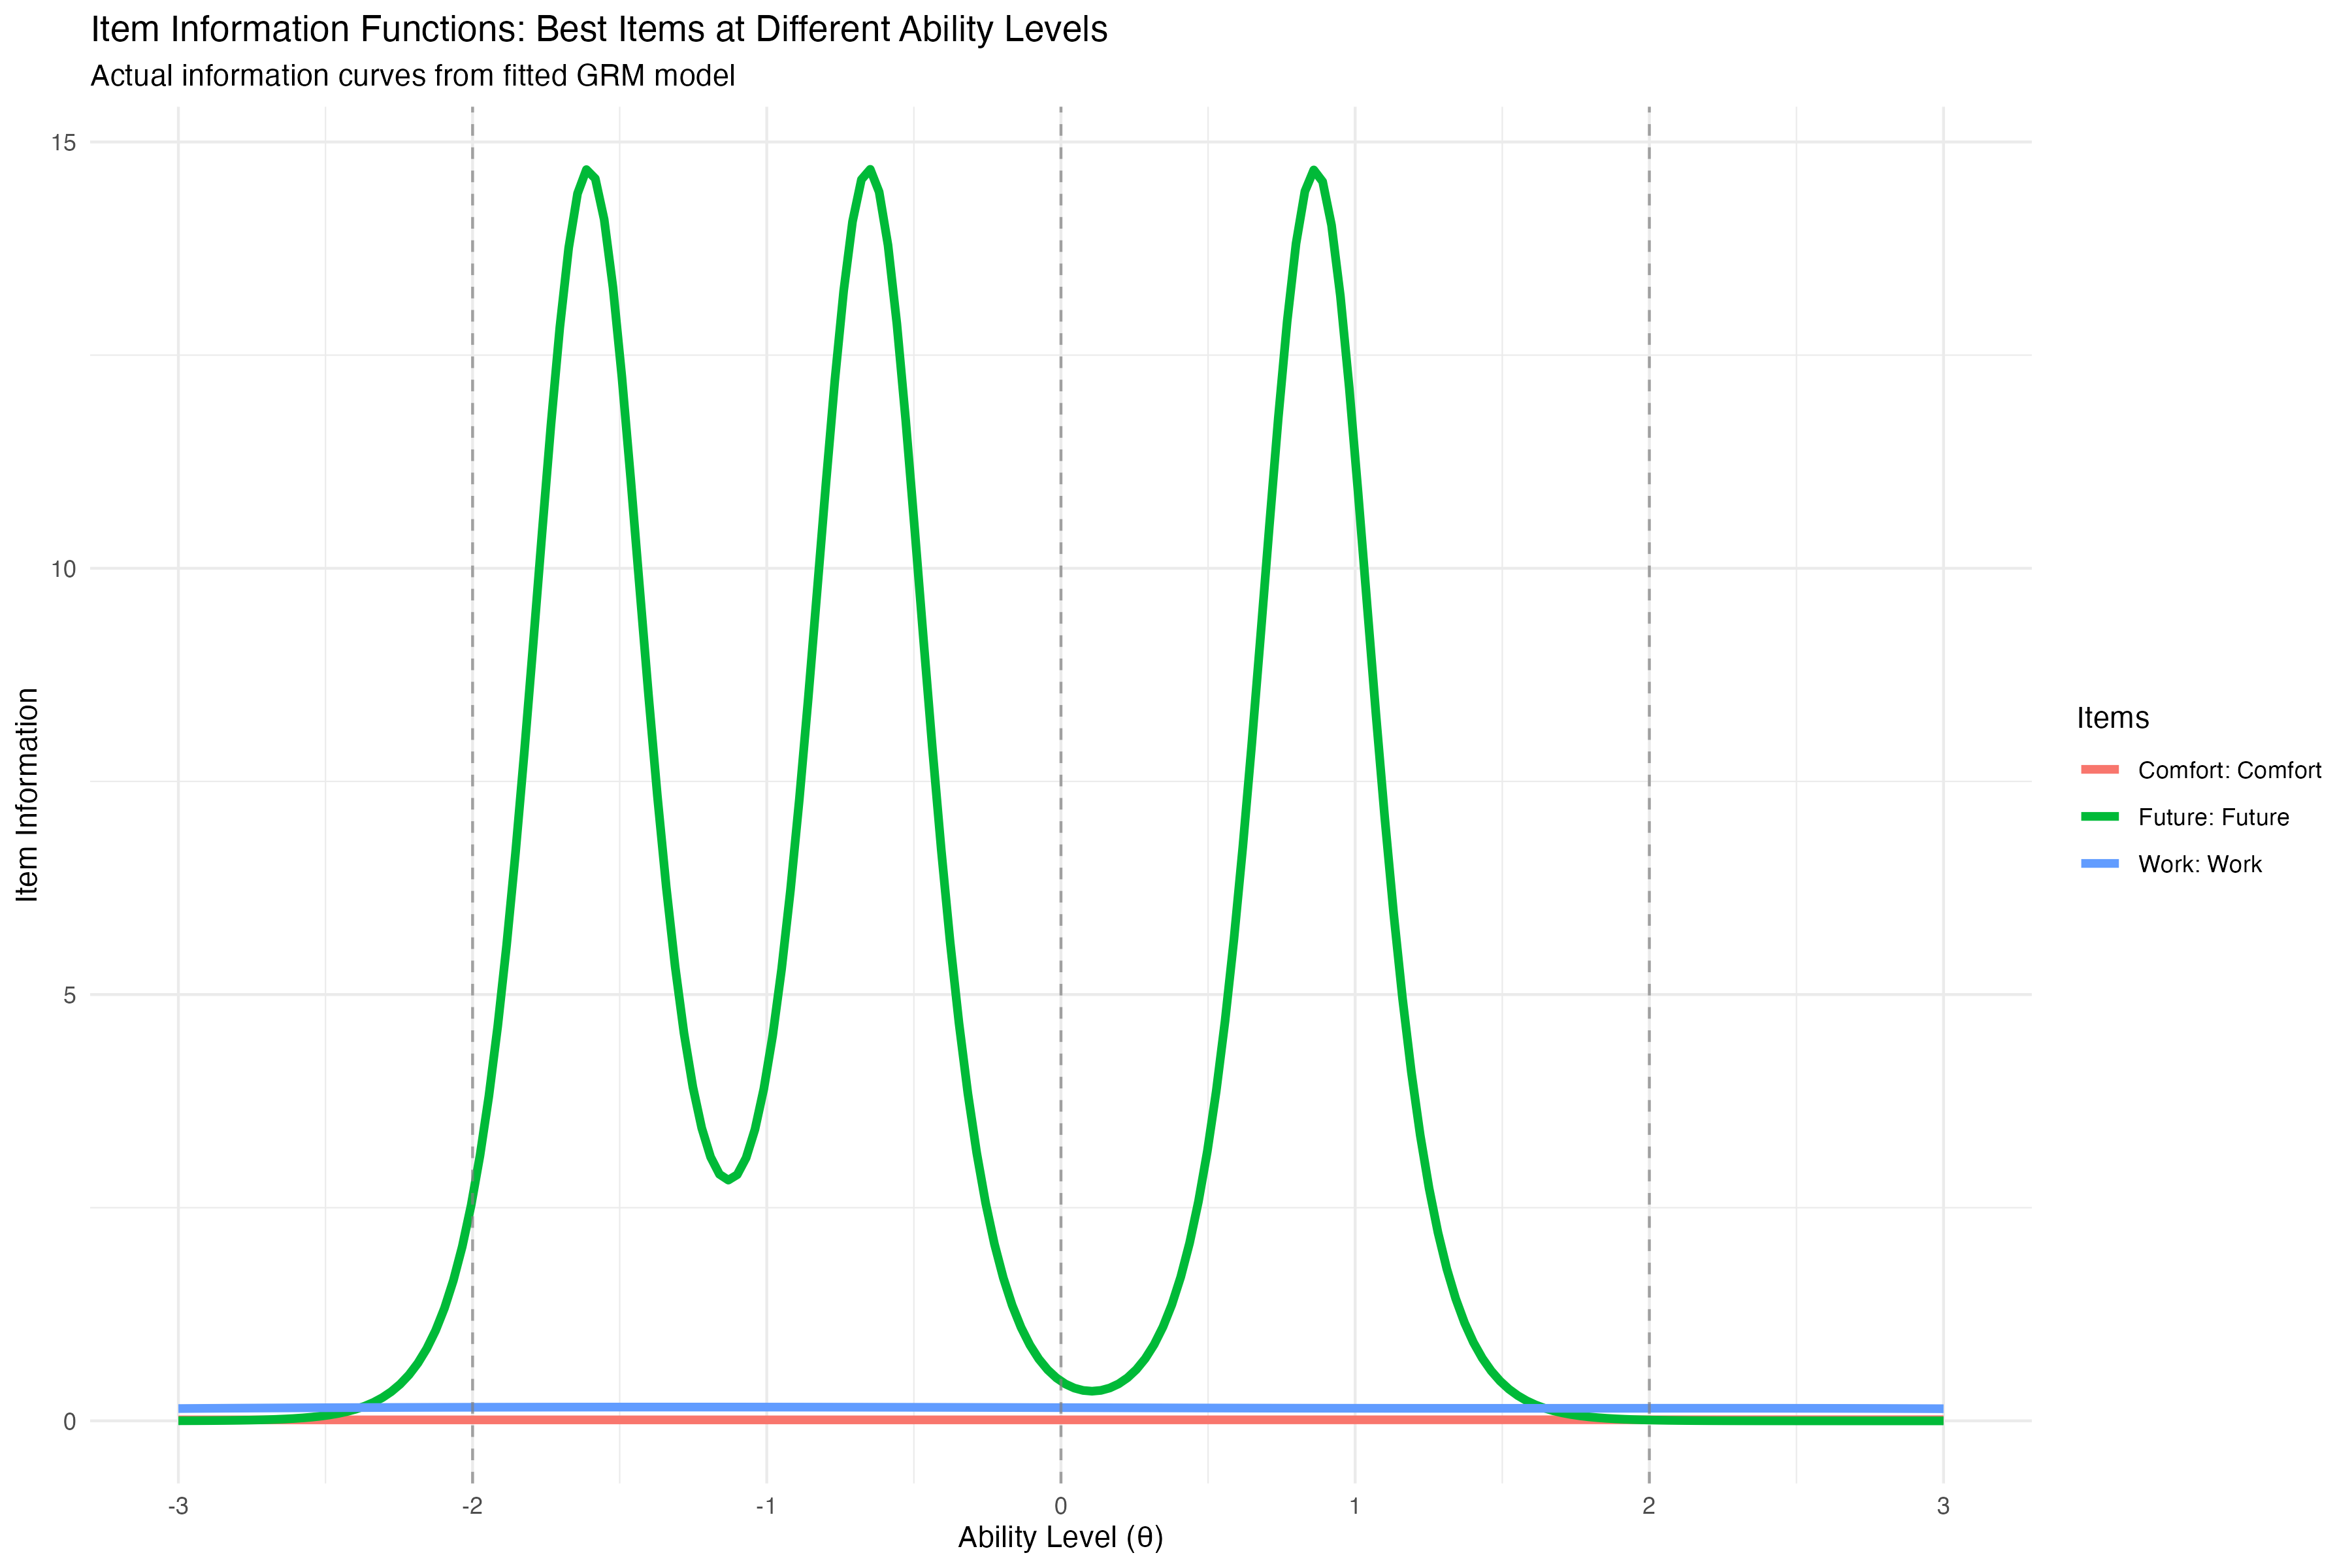 Item Information Functions: Best Items at Different Ability Levels
Actual information curves from fitted GRM model
15
10
5
0
Item Information
-3
-2
-1
0
1
2
3
Ability Level (θ)
Items
Comfort: Comfort
Future: Future
Work: Work